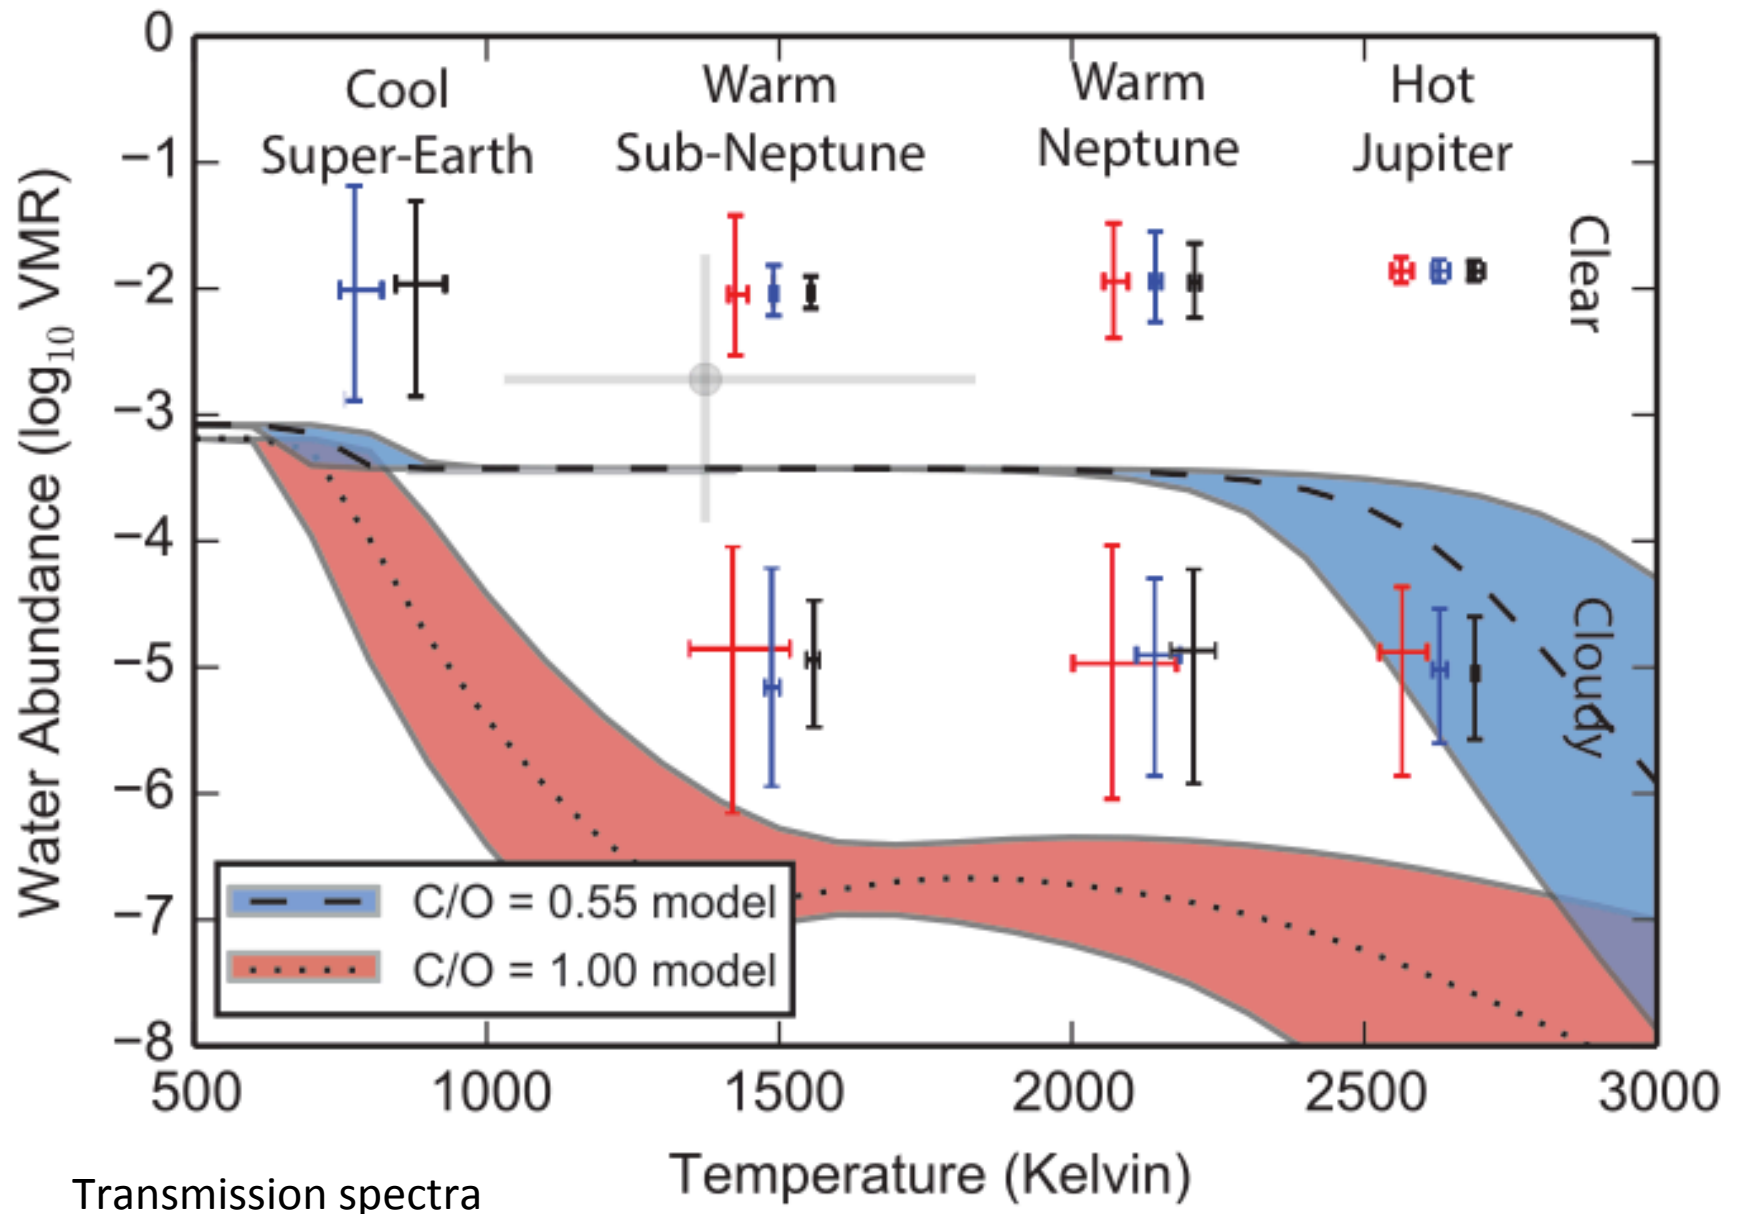 0
−1
−2
−3
−4
−5
−6
−7
−8
Water Abundance (log10 VMR)
Cool
Super-Earth
Warm
Sub-Neptune
Warm
Neptune
Hot
Jupiter
Clear
Cloudy
C/O = 0.55 model
C/O = 1.00 model
500
1000
1500
2000
2500
3000
Temperature (Kelvin)
Transmission spectra